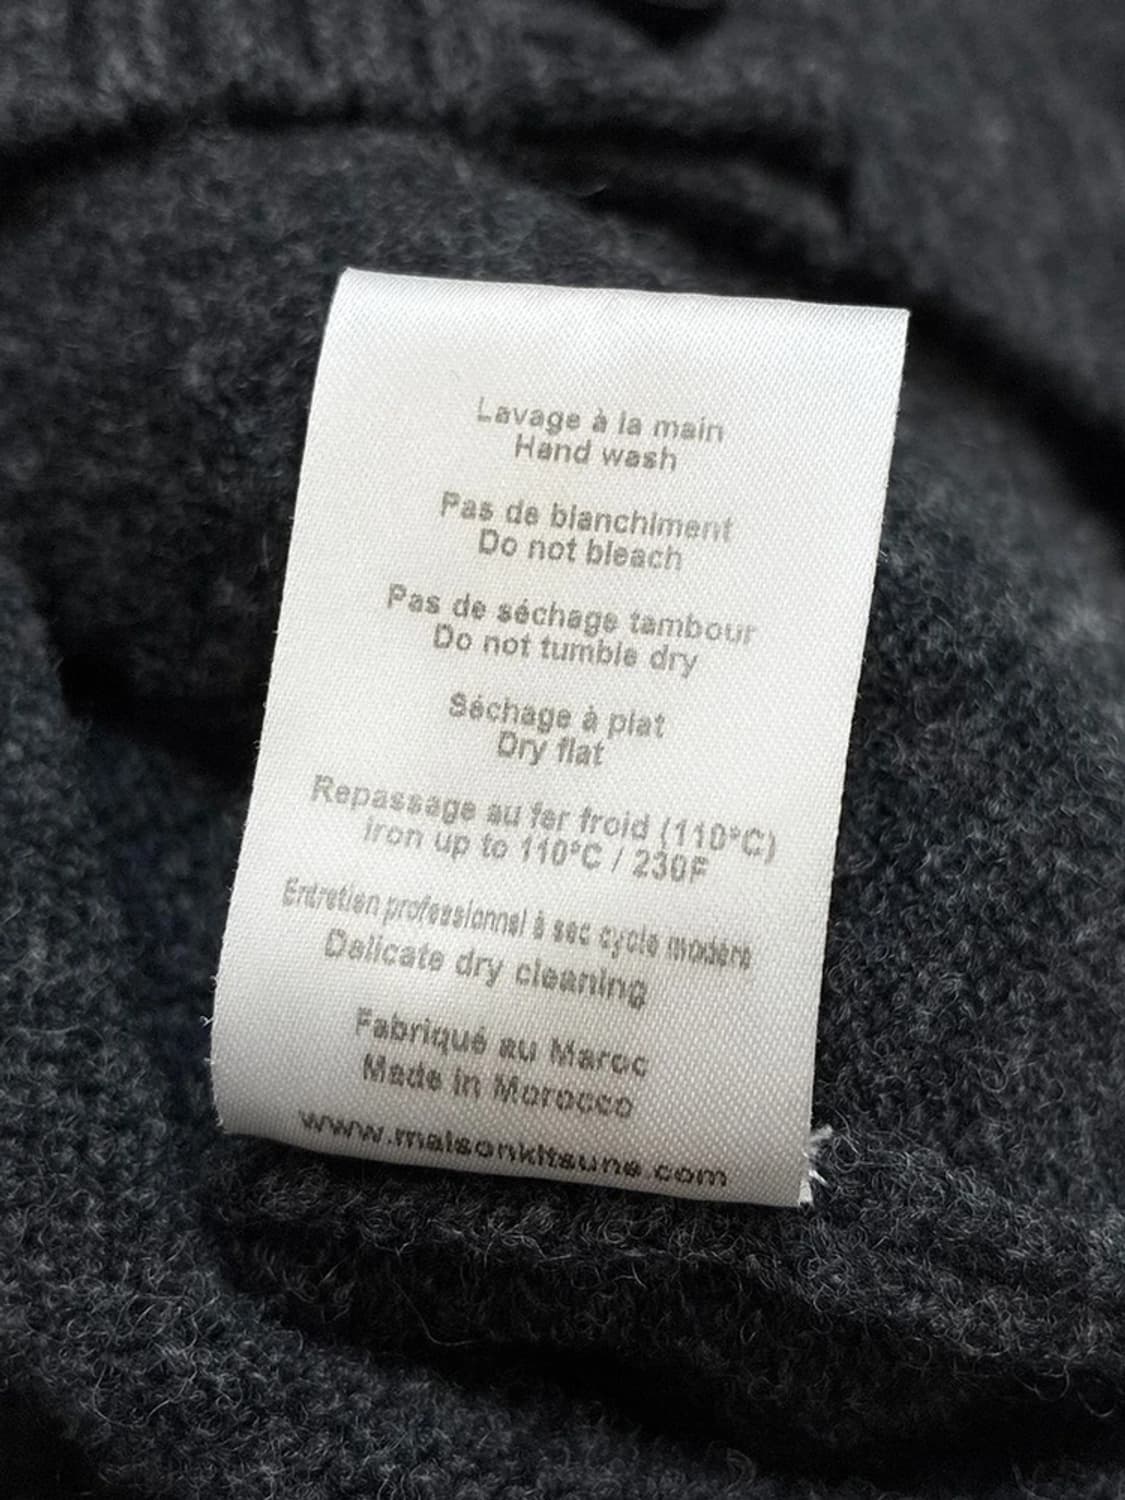 Lavage à la main
Hand wash
Pas de blanchiment
Do not bleach
Pas de séchage tambour
Do not tumble dry
Séchage à plat
Dry flat
Repassage au fer froid (110°C)
Iron up to 110°C / 230F
Entretien professionnel à sec cycle modéré
Delicate dry cleaning
Fabriqué au Maroc
Made in Morocco
www.maisonkitsune.com